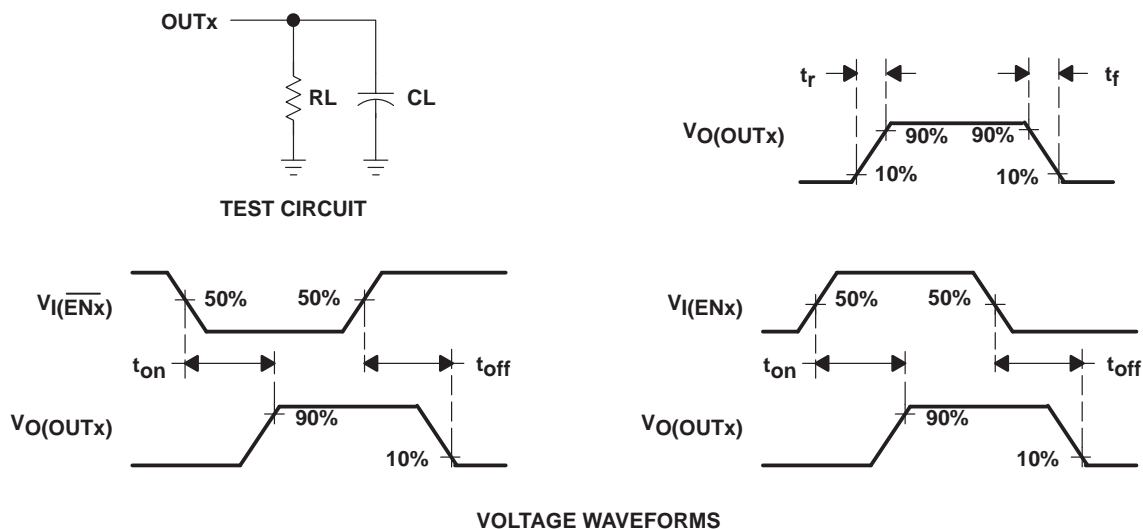 OUTx
RL
CL
TEST CIRCUIT
tr
tf
VO(OUTx)
90%
90%
10%
10%
VI(E̅N̅x̅)
50%
50%
ton
toff
VO(OUTx)
90%
10%
VI(ENx)
50%
50%
ton
toff
VO(OUTx)
90%
10%
VOLTAGE WAVEFORMS